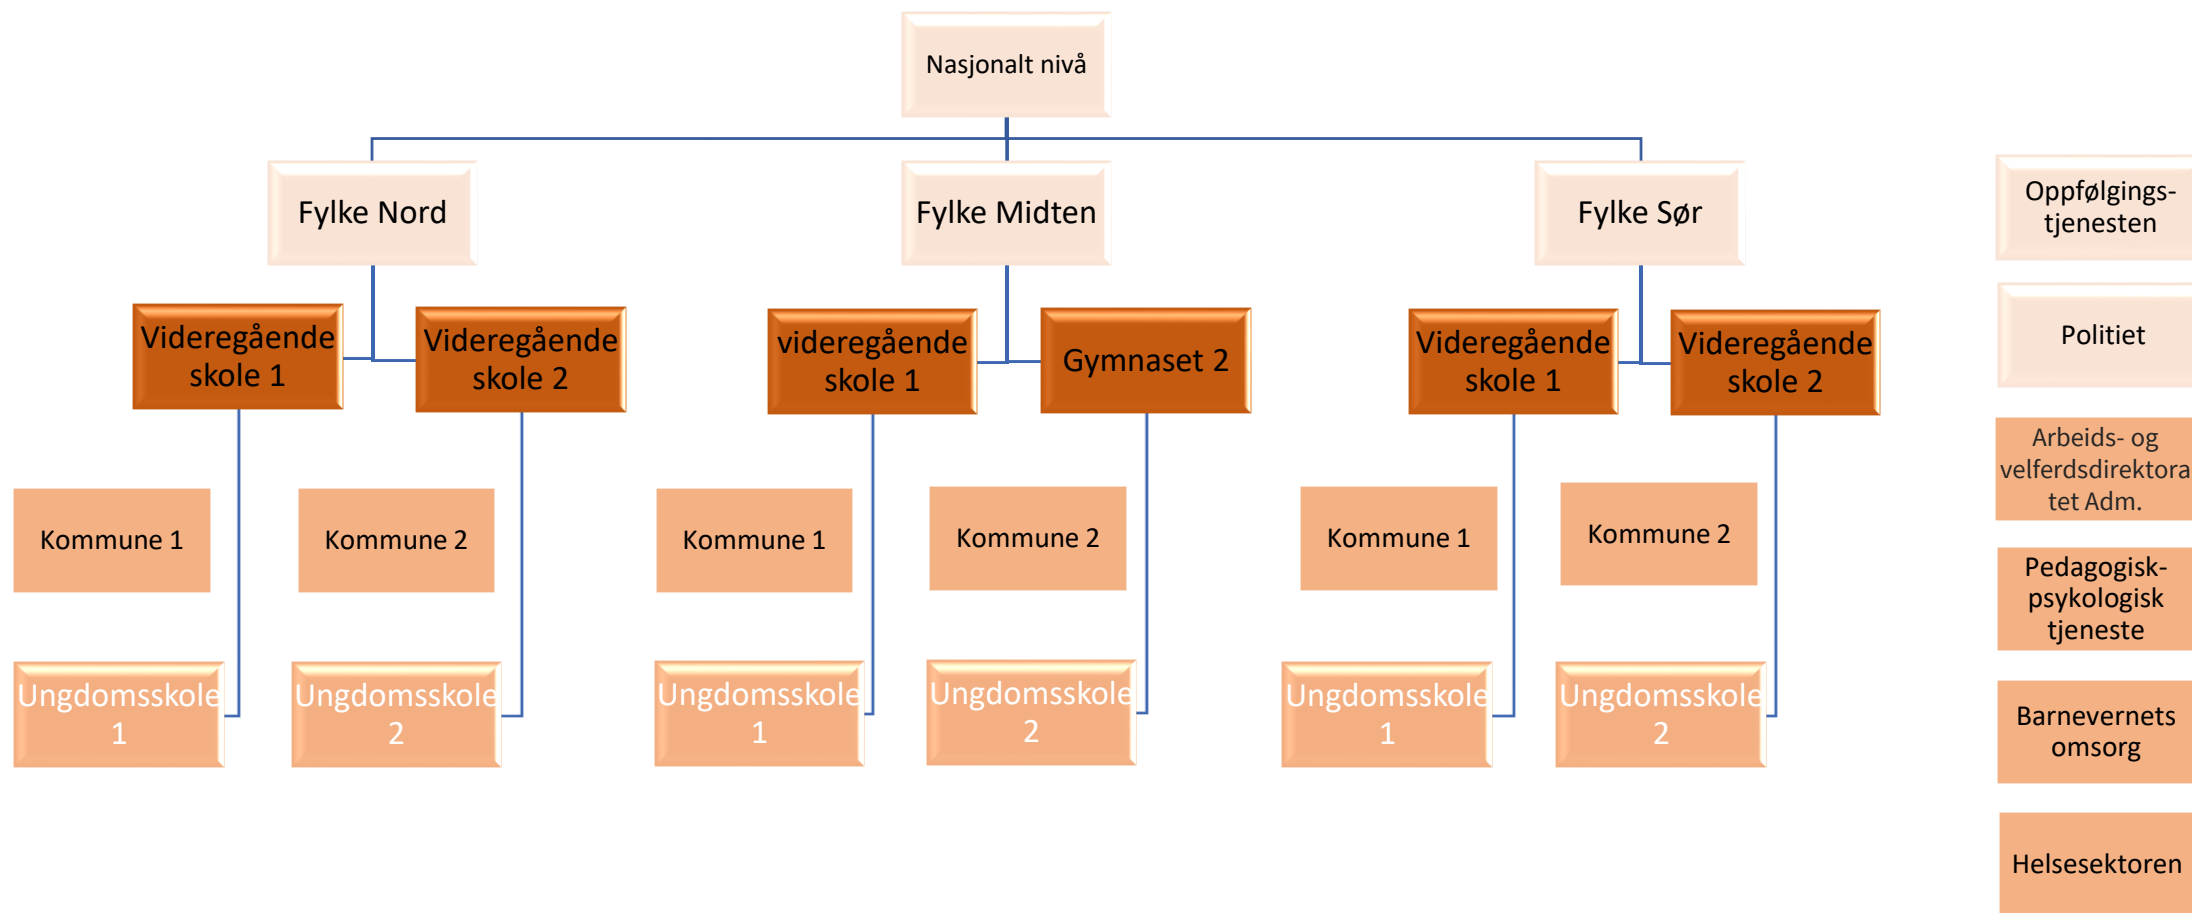 Nasjonalt nivå
Fylke Nord
Fylke Midten
Fylke Sør
Videregående
skole 1
Videregående
skole 2
videregående
skole 1
Gymnaset 2
Videregående
skole 1
Videregående
skole 2
Kommune 1
Kommune 2
Kommune 1
Kommune 2
Kommune 1
Kommune 2
Ungdomsskole
1
Ungdomsskole
2
Ungdomsskole
1
Ungdomsskole
2
Ungdomsskole
1
Ungdomsskole
2
Oppfølgings-
tjenesten
Politiet
Arbeids- og
velferdsdirektora
tet Adm.
Pedagogisk-
psykologisk
tjeneste
Barnevernets
omsorg
Helsesektoren